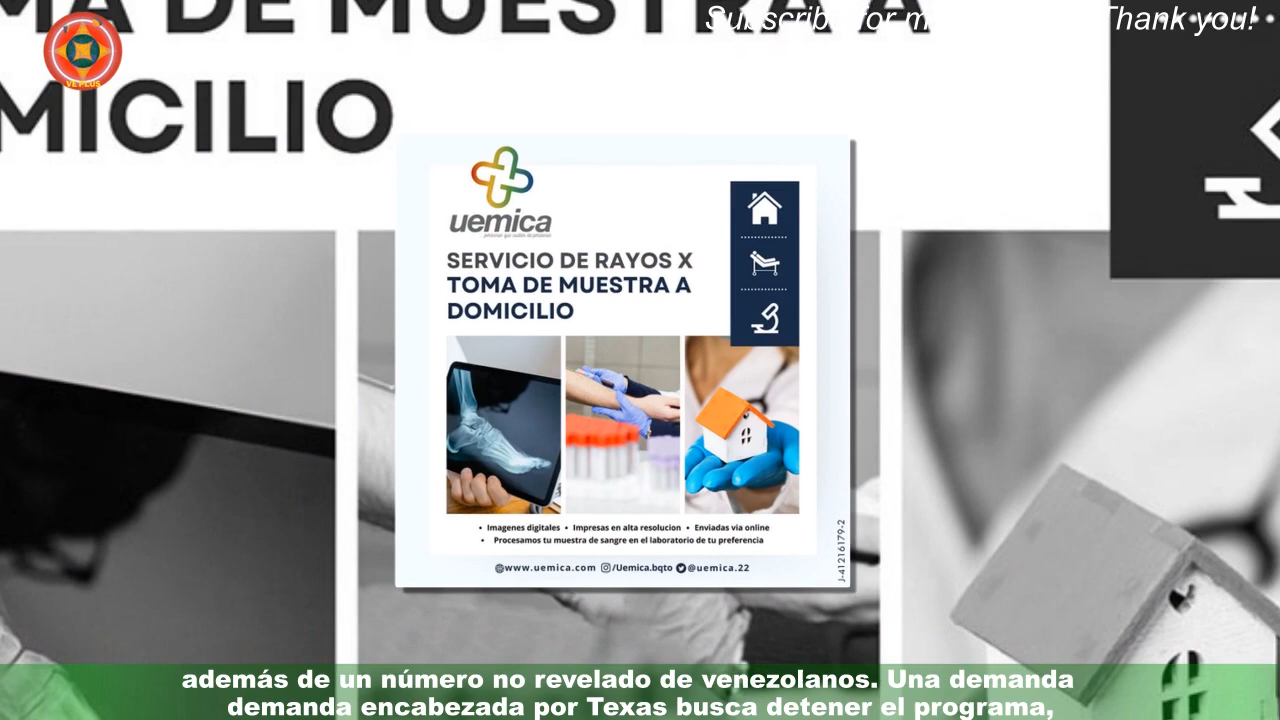 MA DE MUESTRA A
Subscribe for m Thank you!
VE PLUS
MICILIO
uemica
SERVICIO DE RAYOS X
TOMA DE MUESTRA A
DOMICILIO
• Imagenes digitales • Impresas en alta resolucion • Enviadas via online
• Procesamos tu muestra de sangre en el laboratorio de tu preferencia
J-41216179-2
www.uemica.com /Uemica.bqto @uemica.22
además de un número no revelado de venezolanos. Una demanda
demanda encabezada por Texas busca detener el programa,